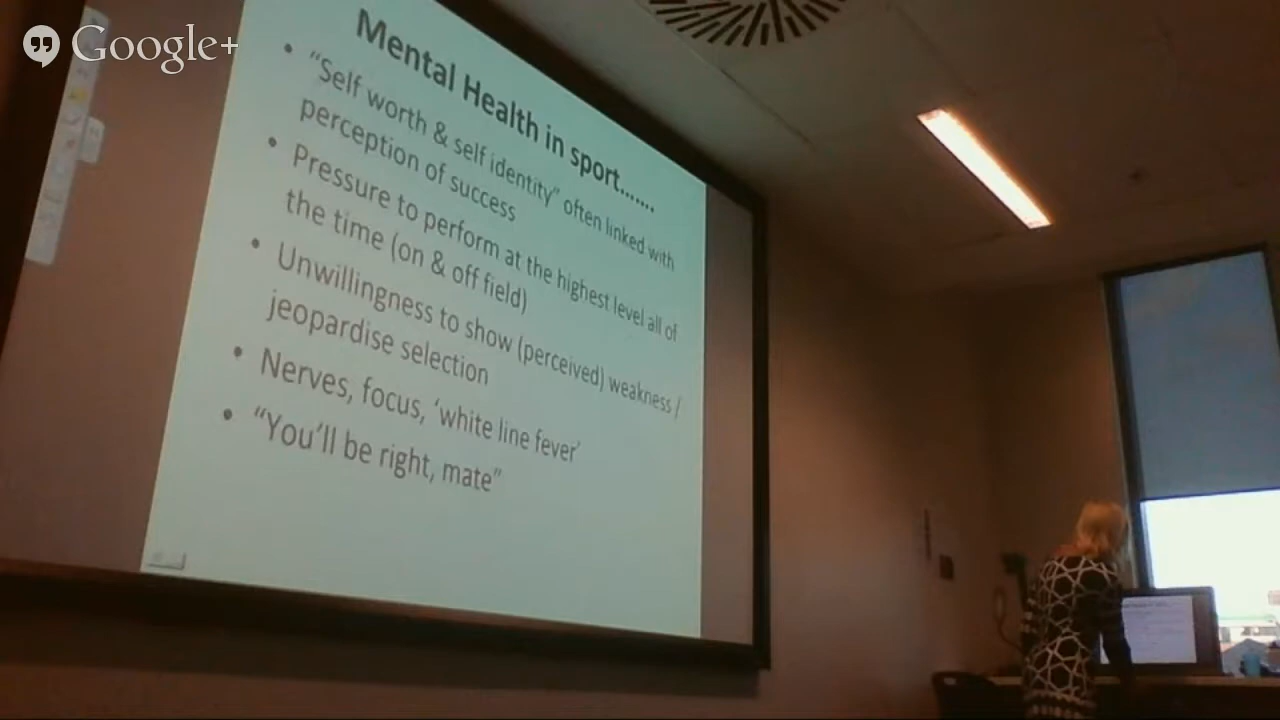 Google+
Mental Health in sport.......
• "Self worth & self identity" often linked with
perception of success
• Pressure to perform at the highest level all of
the time (on & off field)
• Unwillingness to show (perceived) weakness /
jeopardise selection
• Nerves, focus, ‘white line fever’
• "You'll be right, mate"